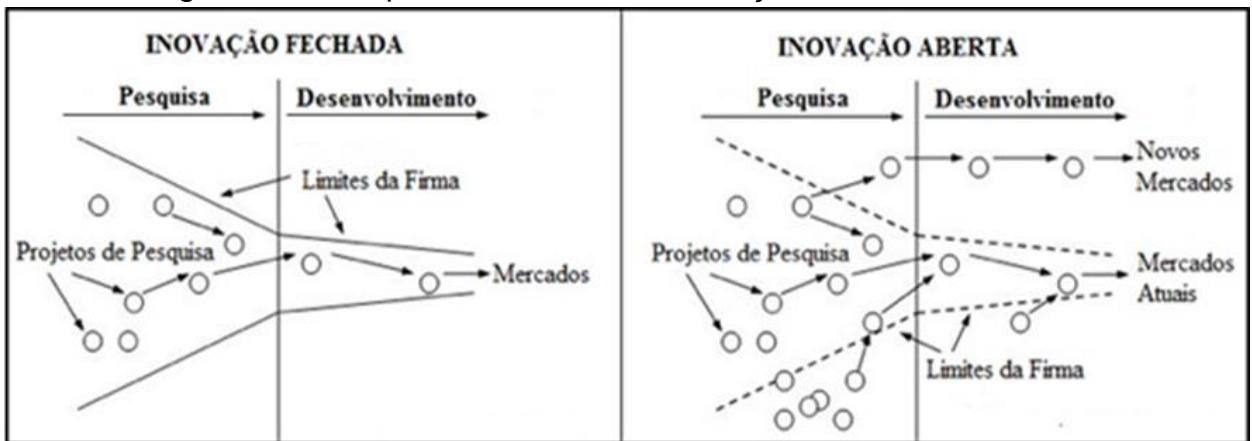 INOVAÇÃO FECHADA
Pesquisa
Desenvolvimento
Limites da Firma
Projetos de Pesquisa
Mercados
INOVAÇÃO ABERTA
Pesquisa
Desenvolvimento
Novos
Mercados
Projetos de Pesquisa
Mercados
Atuais
Limites da Firma